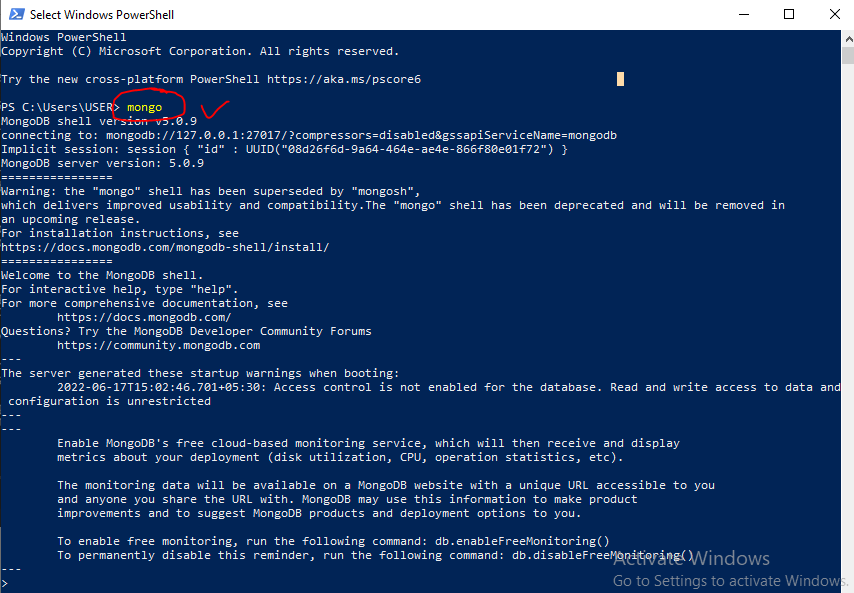 Select Windows PowerShell
Windows PowerShell
Copyright (C) Microsoft Corporation. All rights reserved.
Try the new cross-platform PowerShell https://aka.ms/pscore6
PS C:\Users\USER> mongo
MongoDB shell version v5.0.9
connecting to: mongodb://127.0.0.1:27017/?compressors=disabled&gssapiServiceName=mongodb
Implicit session: session { "id" : UUID("08d26f6d-9a64-464e-ae4e-866f80e01f72") }
MongoDB server version: 5.0.9
================
Warning: the "mongo" shell has been superseded by "mongosh",
which delivers improved usability and compatibility.The "mongo" shell has been deprecated and will be removed in
an upcoming release.
For installation instructions, see
https://docs.mongodb.com/mongodb-shell/install/
================
Welcome to the MongoDB shell.
For interactive help, type "help".
For more comprehensive documentation, see
https://docs.mongodb.com/
Questions? Try the MongoDB Developer Community Forums
https://community.mongodb.com
---
The server generated these startup warnings when booting:
2022-06-17T15:02:46.701+05:30: Access control is not enabled for the database. Read and write access to data and
configuration is unrestricted
---
---
Enable MongoDB's free cloud-based monitoring service, which will then receive and display
metrics about your deployment (disk utilization, CPU, operation statistics, etc).
The monitoring data will be available on a MongoDB website with a unique URL accessible to you
and anyone you share the URL with. MongoDB may use this information to make product
improvements and to suggest MongoDB products and deployment options to you.
To enable free monitoring, run the following command: db.enableFreeMonitoring()
To permanently disable this reminder, run the following command: db.disableFreeMonitoring()
---
>
Activate Windows
Go to Settings to activate Windows.